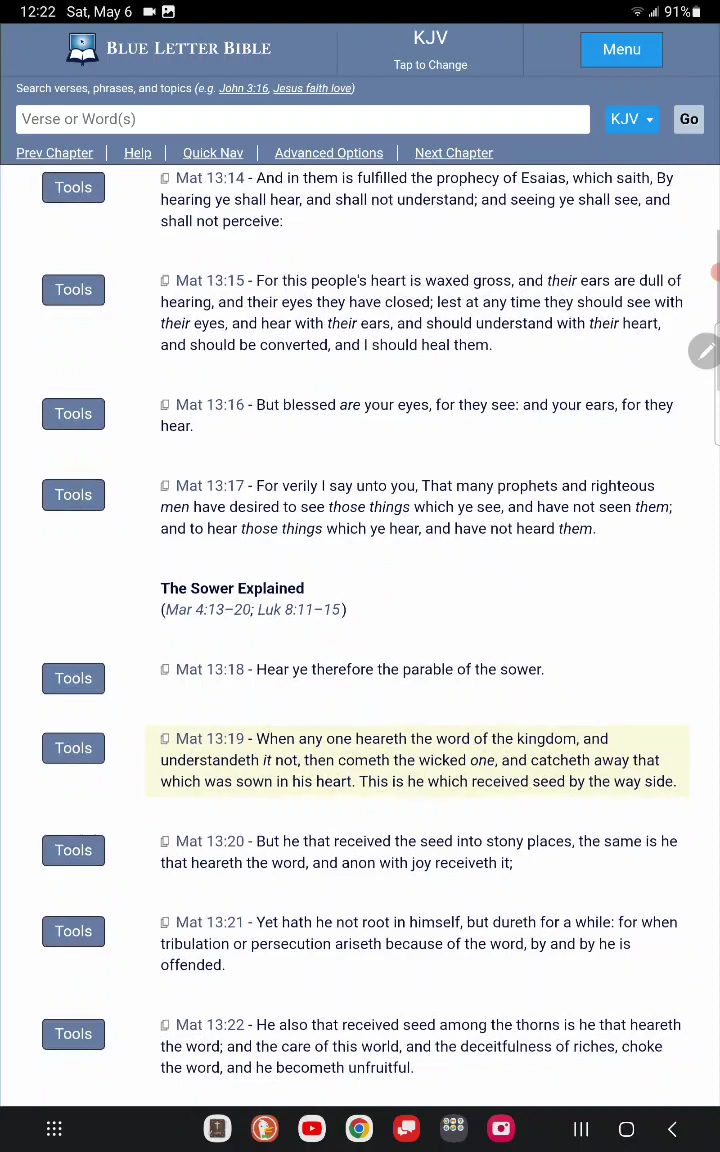 12:22 Sat, May 6 91%
BLUE LETTER BIBLE
KJV
Tap to Change
Menu
Search verses, phrases, and topics (e.g. John 3:16, Jesus faith love)
Verse or Word(s)
KJV
Go
Prev Chapter Help Quick Nav Advanced Options Next Chapter
Tools
Mat 13:14 - And in them is fulfilled the prophecy of Esaias, which saith, By
hearing ye shall hear, and shall not understand; and seeing ye shall see, and
shall not perceive:
Tools
Mat 13:15 - For this people's heart is waxed gross, and their ears are dull of
hearing, and their eyes they have closed; lest at any time they should see with
their eyes, and hear with their ears, and should understand with their heart,
and should be converted, and I should heal them.
Tools
Mat 13:16 - But blessed are your eyes, for they see: and your ears, for they
hear.
Tools
Mat 13:17 - For verily I say unto you, That many prophets and righteous
men have desired to see those things which ye see, and have not seen them;
and to hear those things which ye hear, and have not heard them.
The Sower Explained
(Mar 4:13–20; Luk 8:11–15)
Tools
Mat 13:18 - Hear ye therefore the parable of the sower.
Tools
Mat 13:19 - When any one heareth the word of the kingdom, and
understandeth it not, then cometh the wicked one, and catcheth away that
which was sown in his heart. This is he which received seed by the way side.
Tools
Mat 13:20 - But he that received the seed into stony places, the same is he
that heareth the word, and anon with joy receiveth it;
Tools
Mat 13:21 - Yet hath he not root in himself, but dureth for a while: for when
tribulation or persecution ariseth because of the word, by and by he is
offended.
Tools
Mat 13:22 - He also that received seed among the thorns is he that heareth
the word; and the care of this world, and the deceitfulness of riches, choke
the word, and he becometh unfruitful.